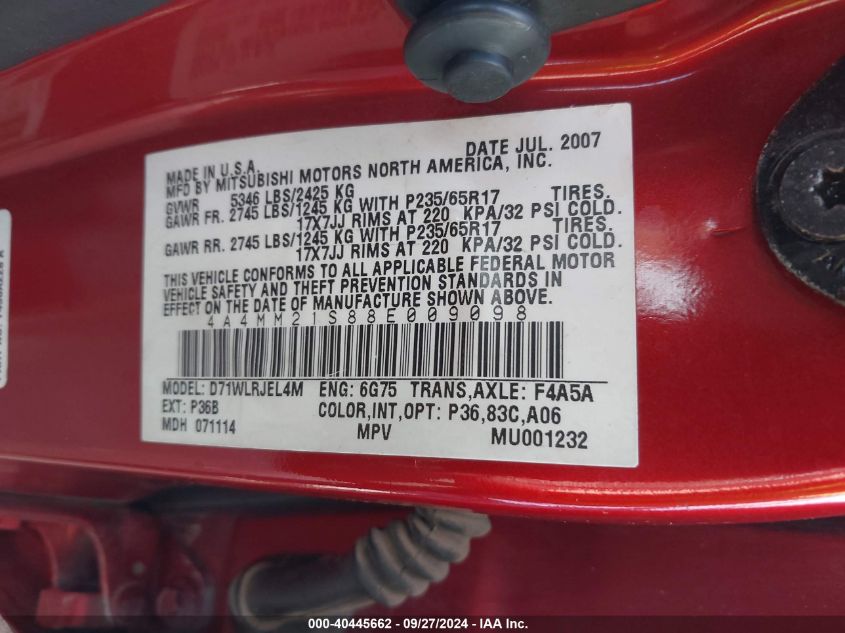 DATE JUL. 2007
MADE IN U.S.A.
MFD BY MITSUBISHI MOTORS NORTH AMERICA, INC.
GVWR 5346 LBS/2425 KG
GAWR FR. 2745 LBS/1245 KG WITH P235/65R17 TIRES.
17X7JJ RIMS AT 220 KPA/32 PSI COLD.
GAWR RR. 2745 LBS/1245 KG WITH P235/65R17 TIRES.
17X7JJ RIMS AT 220 KPA/32 PSI COLD.
THIS VEHICLE CONFORMS TO ALL APPLICABLE FEDERAL MOTOR
VEHICLE SAFETY AND THEFT PREVENTION STANDARDS IN
EFFECT ON THE DATE OF MANUFACTURE SHOWN ABOVE.
4A4MM21S88E009098
MODEL: D71WLRJEL4M ENG: 6G75 TRANS,AXLE: F4A5A
EXT: P36B COLOR,INT,OPT: P36,83C,A06
MDH 071114 MPV MU001232
000-40445662 - 09/27/2024 - IAA Inc.